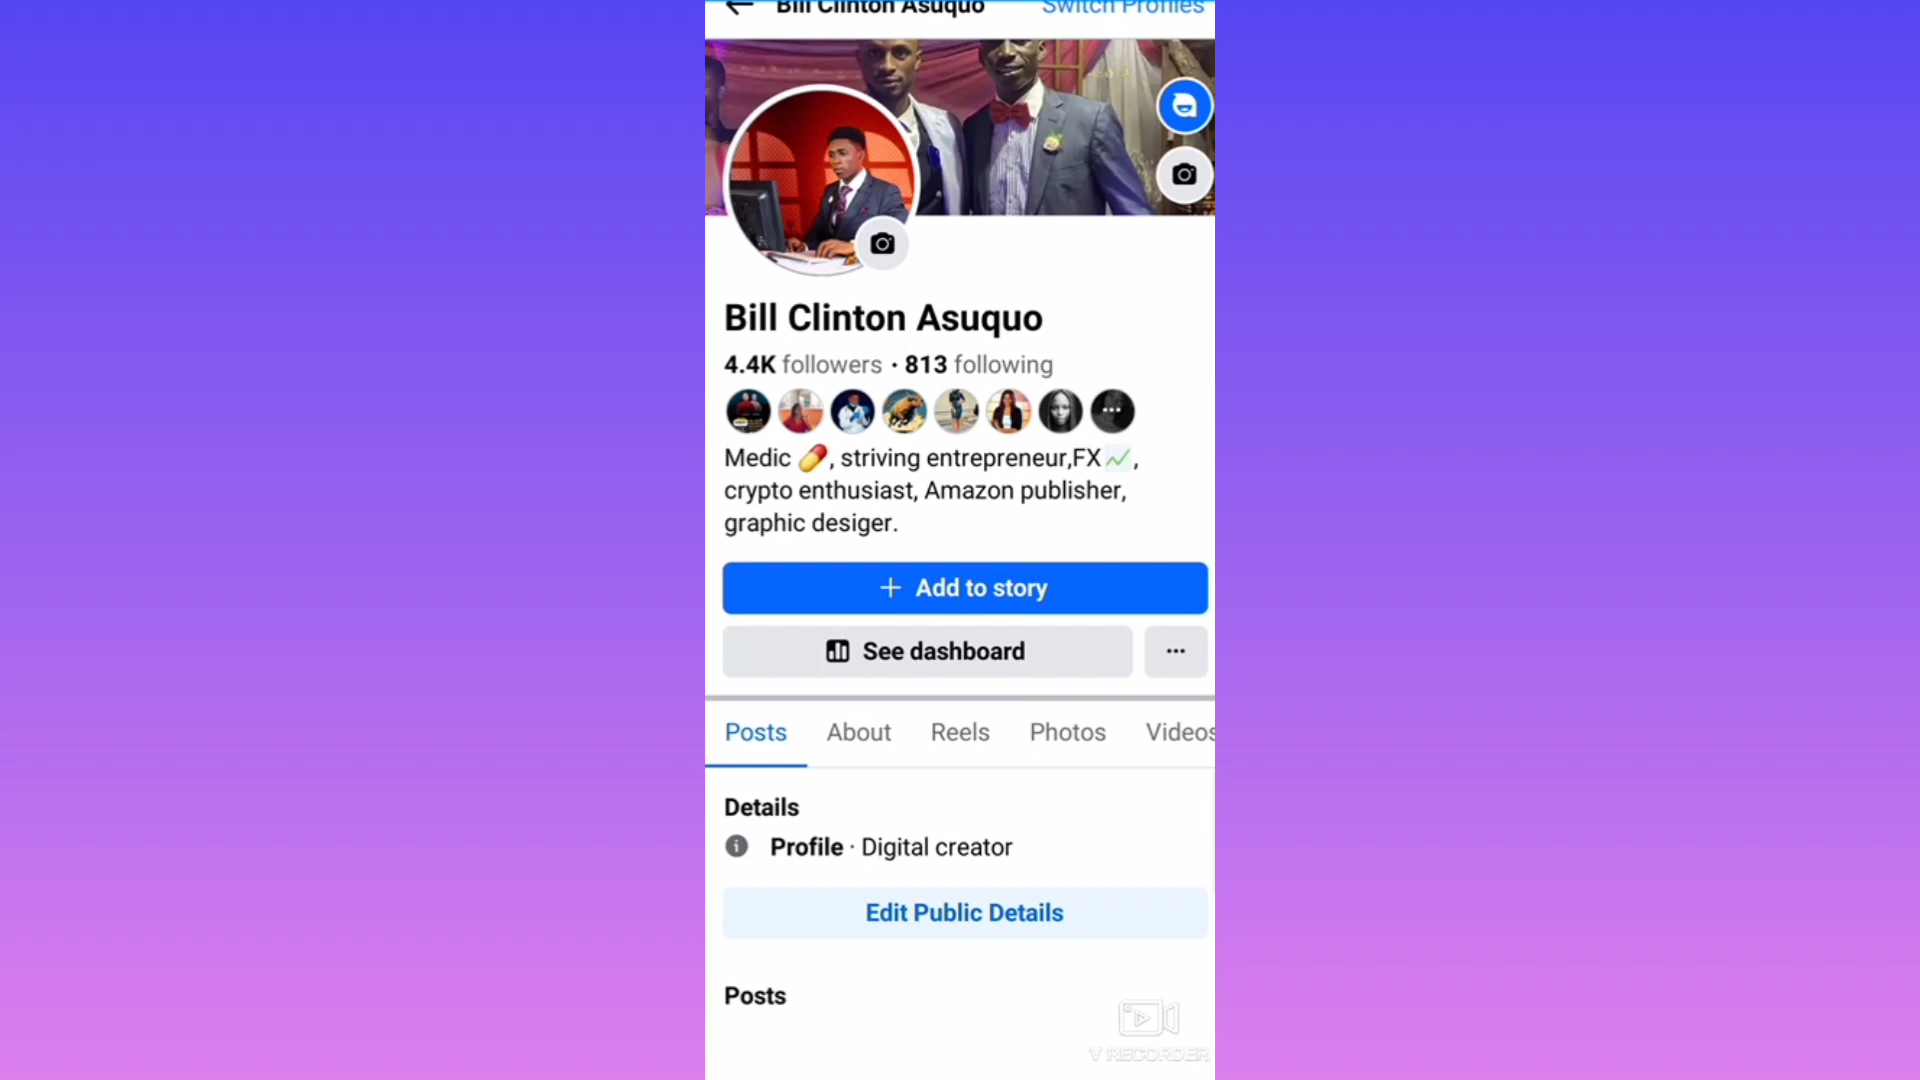 Bill Clinton Asuquo
Switch Profiles
Bill Clinton Asuquo
4.4K followers · 813 following
Medic 💊, striving entrepreneur,FX📈,
crypto enthusiast, Amazon publisher,
graphic desiger.
+ Add to story
See dashboard
...
Posts About Reels Photos Videos
Details
Profile · Digital creator
Edit Public Details
Posts
V RECORDER